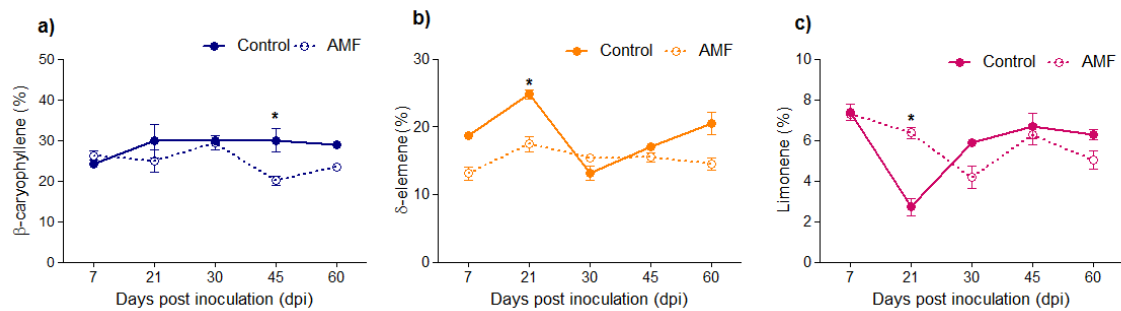 a)
Control AMF
β-caryophyllene (%)
50
40
30
20
10
0
*
7 21 30 45 60
Days post inoculation (dpi)
b)
Control AMF
δ-elemene (%)
30
20
10
0
*
7 21 30 45 60
Days post inoculation (dpi)
c)
Control AMF
Limonene (%)
10
8
6
4
2
0
*
7 21 30 45 60
Days post inoculation (dpi)